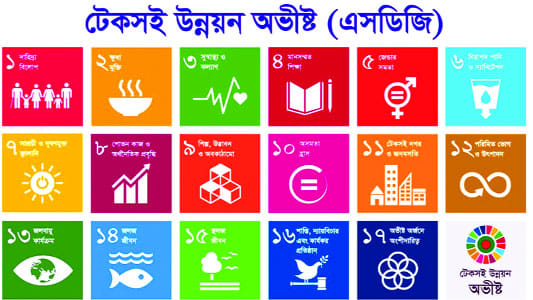 টেকসই উন্নয়ন অভীষ্ট (এসডিজি)
১ দারিদ্র্য
বিলোপ
২ ক্ষুধা
মুক্তি
৩ সুস্বাস্থ্য ও
কল্যাণ
৪ মানসম্মত
শিক্ষা
৫ জেন্ডার
সমতা
৬ নিরাপদ পানি
ও স্যানিটেশন
৭ সাশ্রয়ী ও দূষণমুক্ত
জ্বালানি
৮ শোভন কাজ ও
অর্থনৈতিক প্রবৃদ্ধি
৯ শিল্প, উদ্ভাবন
ও অবকাঠামো
১০ অসমতা
হ্রাস
১১ টেকসই নগর
ও জনবসতি
১২ পরিমিত ভোগ
ও উৎপাদন
১৩ জলবায়ু
কার্যক্রম
১৪ জলজ
জীবন
১৫ স্থলজ
জীবন
১৬ শান্তি, ন্যায়বিচার
এবং কার্যকর
প্রতিষ্ঠান
১৭ অভীষ্ট অর্জনে
অংশীদারিত্ব
টেকসই উন্নয়ন
অভীষ্ট